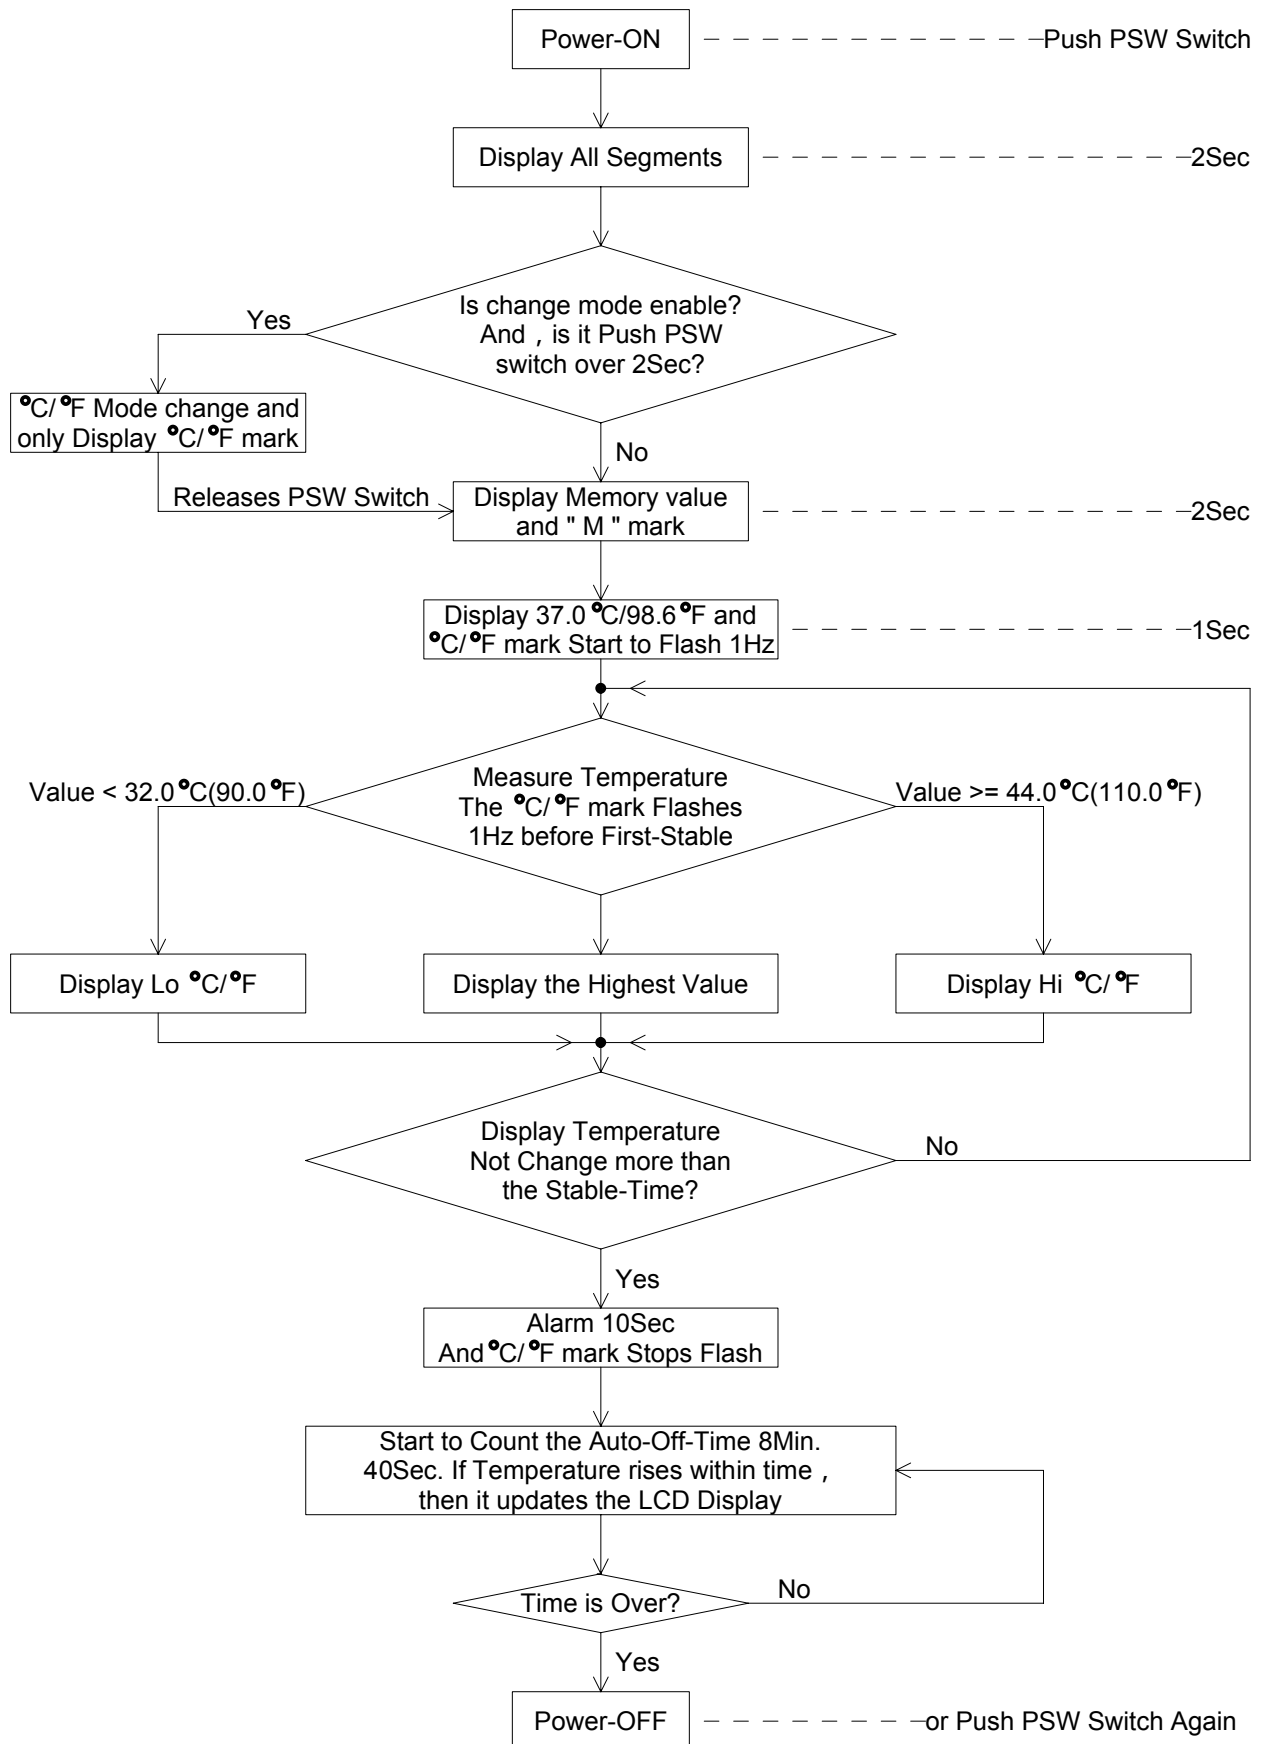 Power-ON
Push PSW Switch
Display All Segments
2Sec
Is change mode enable?
And , is it Push PSW
switch over 2Sec?
Yes
°C/ °F Mode change and
only Display °C/ °F mark
No
Releases PSW Switch
Display Memory value
and " M " mark
2Sec
Display 37.0 °C/98.6 °F and
°C/ °F mark Start to Flash 1Hz
1Sec
Measure Temperature
The °C/ °F mark Flashes
1Hz before First-Stable
Value < 32.0 °C(90.0 °F)
Value >= 44.0 °C(110.0 °F)
Display Lo °C/°F
Display the Highest Value
Display Hi °C/ °F
Display Temperature
Not Change more than
the Stable-Time?
No
Yes
Alarm 10Sec
And °C/ °F mark Stops Flash
Start to Count the Auto-Off-Time 8Min.
40Sec. If Temperature rises within time ,
then it updates the LCD Display
Time is Over?
No
Yes
Power-OFF
or Push PSW Switch Again